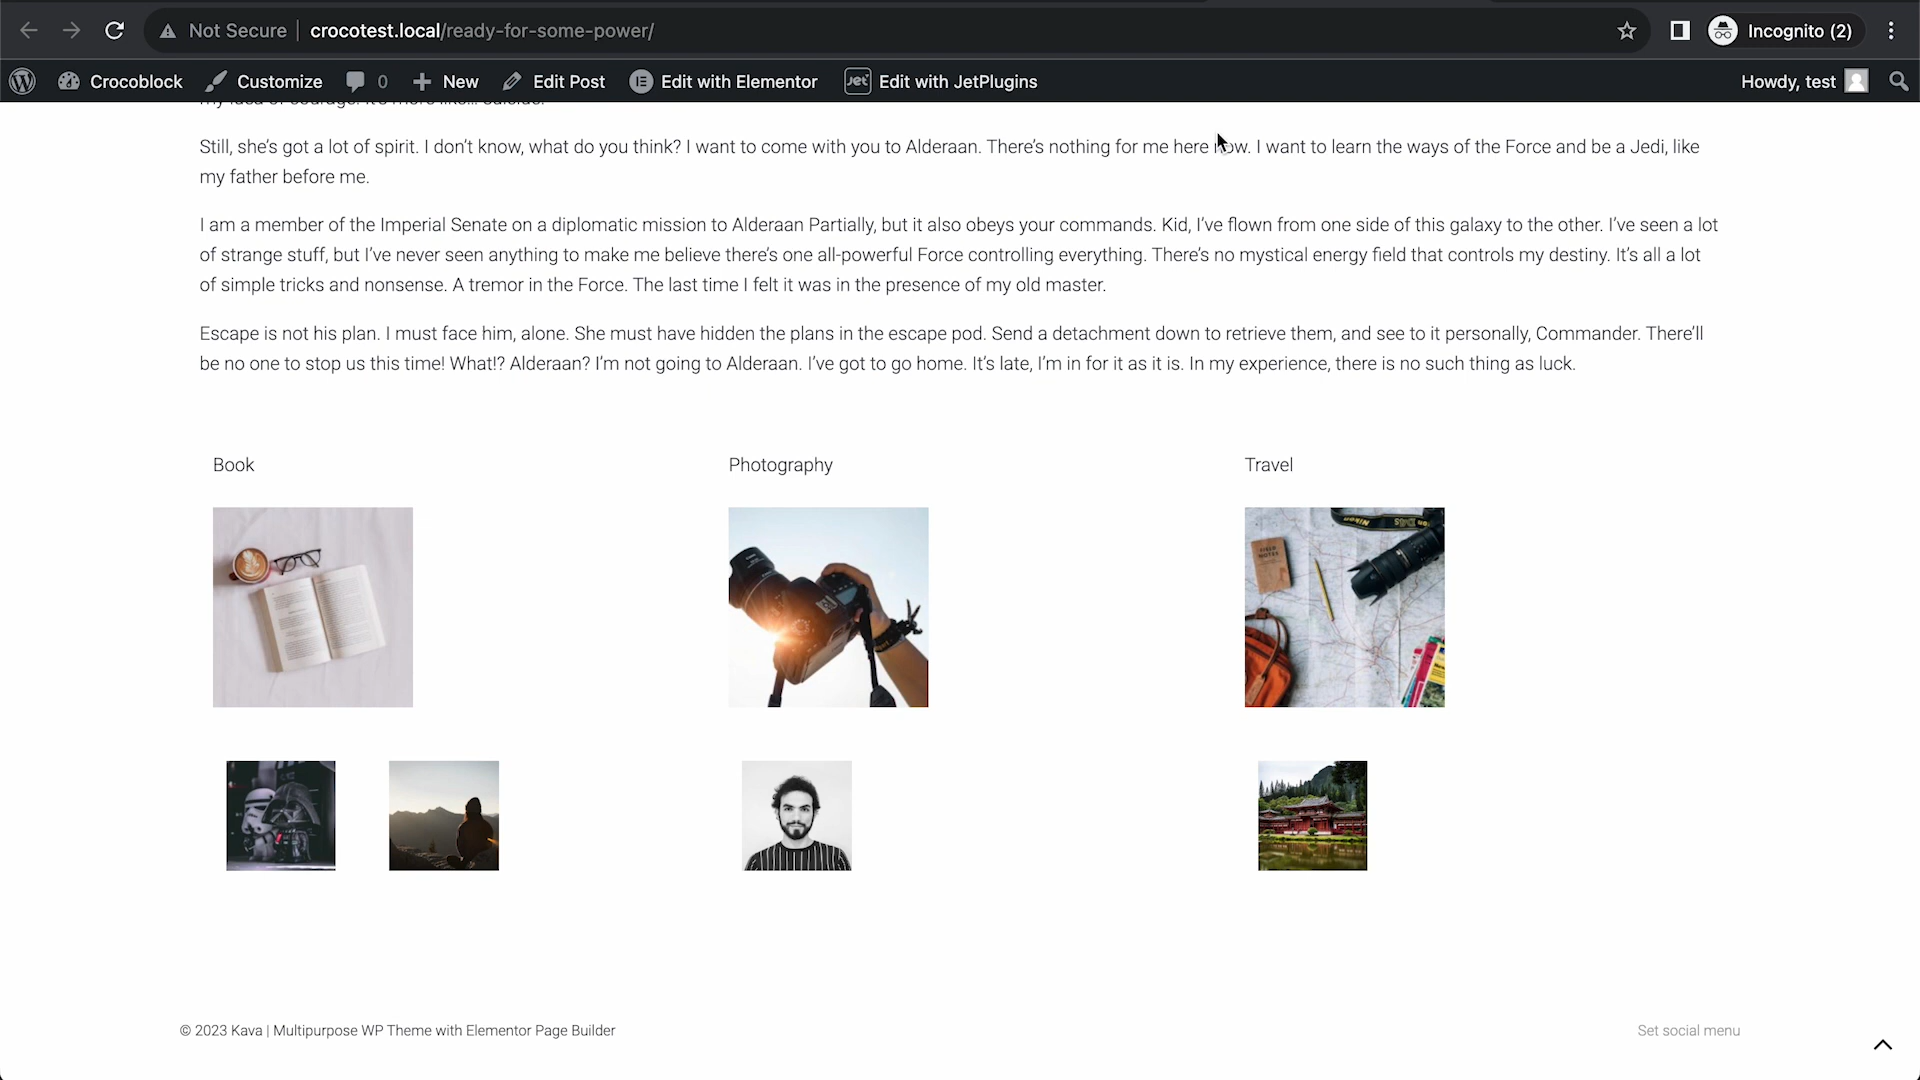 Not Secure | crocotest.local/ready-for-some-power/ Incognito (2)
Crocoblock Customize 0 New Edit Post Edit with Elementor Jet Edit with JetPlugins Howdy, test
my idea of courage. It's more like... suicide.
Still, she's got a lot of spirit. I don't know, what do you think? I want to come with you to Alderaan. There's nothing for me here now. I want to learn the ways of the Force and be a Jedi, like
my father before me.
I am a member of the Imperial Senate on a diplomatic mission to Alderaan Partially, but it also obeys your commands. Kid, I've flown from one side of this galaxy to the other. I've seen a lot
of strange stuff, but I've never seen anything to make me believe there's one all-powerful Force controlling everything. There's no mystical energy field that controls my destiny. It's all a lot
of simple tricks and nonsense. A tremor in the Force. The last time I felt it was in the presence of my old master.
Escape is not his plan. I must face him, alone. She must have hidden the plans in the escape pod. Send a detachment down to retrieve them, and see to it personally, Commander. There'll
be no one to stop us this time! What!? Alderaan? I'm not going to Alderaan. I've got to go home. It's late, I'm in for it as it is. In my experience, there is no such thing as luck.
Book Photography Travel
Nikon
FIELD
NOTES
© 2023 Kava | Multipurpose WP Theme with Elementor Page Builder Set social menu